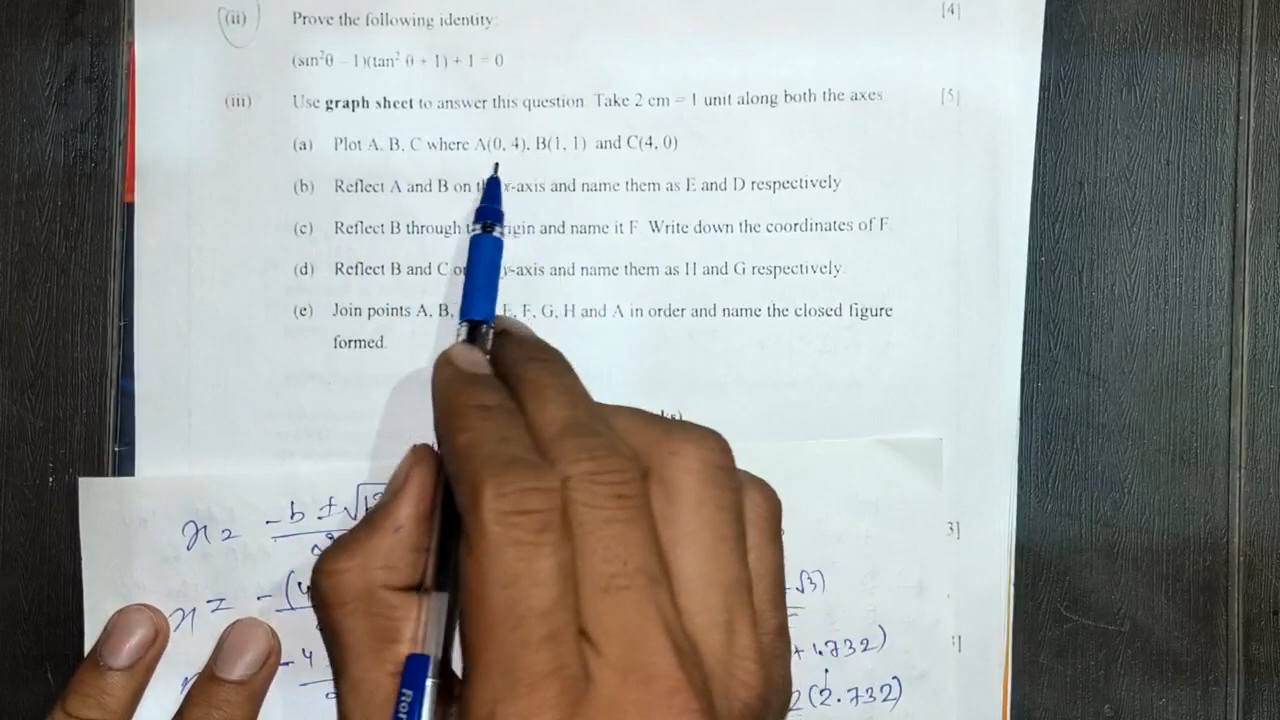 (ii) Prove the following identity: [4]
(sin²θ – 1)(tan² θ + 1) + 1 = 0
(iii) Use graph sheet to answer this question. Take 2 cm = 1 unit along both the axes [5]
(a) Plot A, B, C where A(0, 4), B(1, 1) and C(4, 0)
(b) Reflect A and B on x-axis and name them as E and D respectively
(c) Reflect B through origin and name it F. Write down the coordinates of F.
(d) Reflect B and C y-axis and name them as H and G respectively.
(e) Join points A, B, E, F, G, H and A in order and name the closed figure
formed.
x = -b ± √b²
3]
x = -(4 √3)
+ 1.732)
- 4 2(2.732)